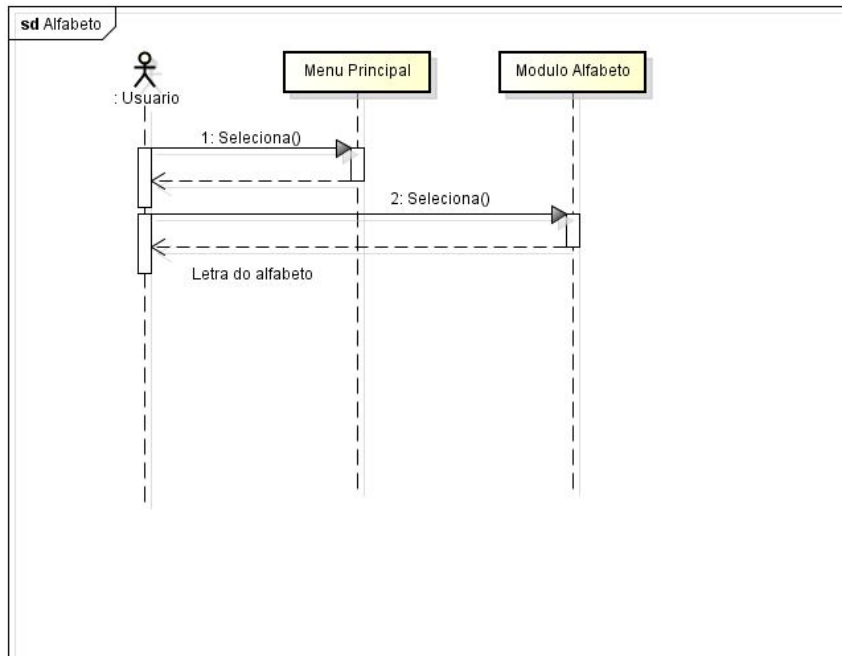 sd Alfabeto
: Usuario
Menu Principal
Modulo Alfabeto
1: Seleciona()
2: Seleciona()
Letra do alfabeto